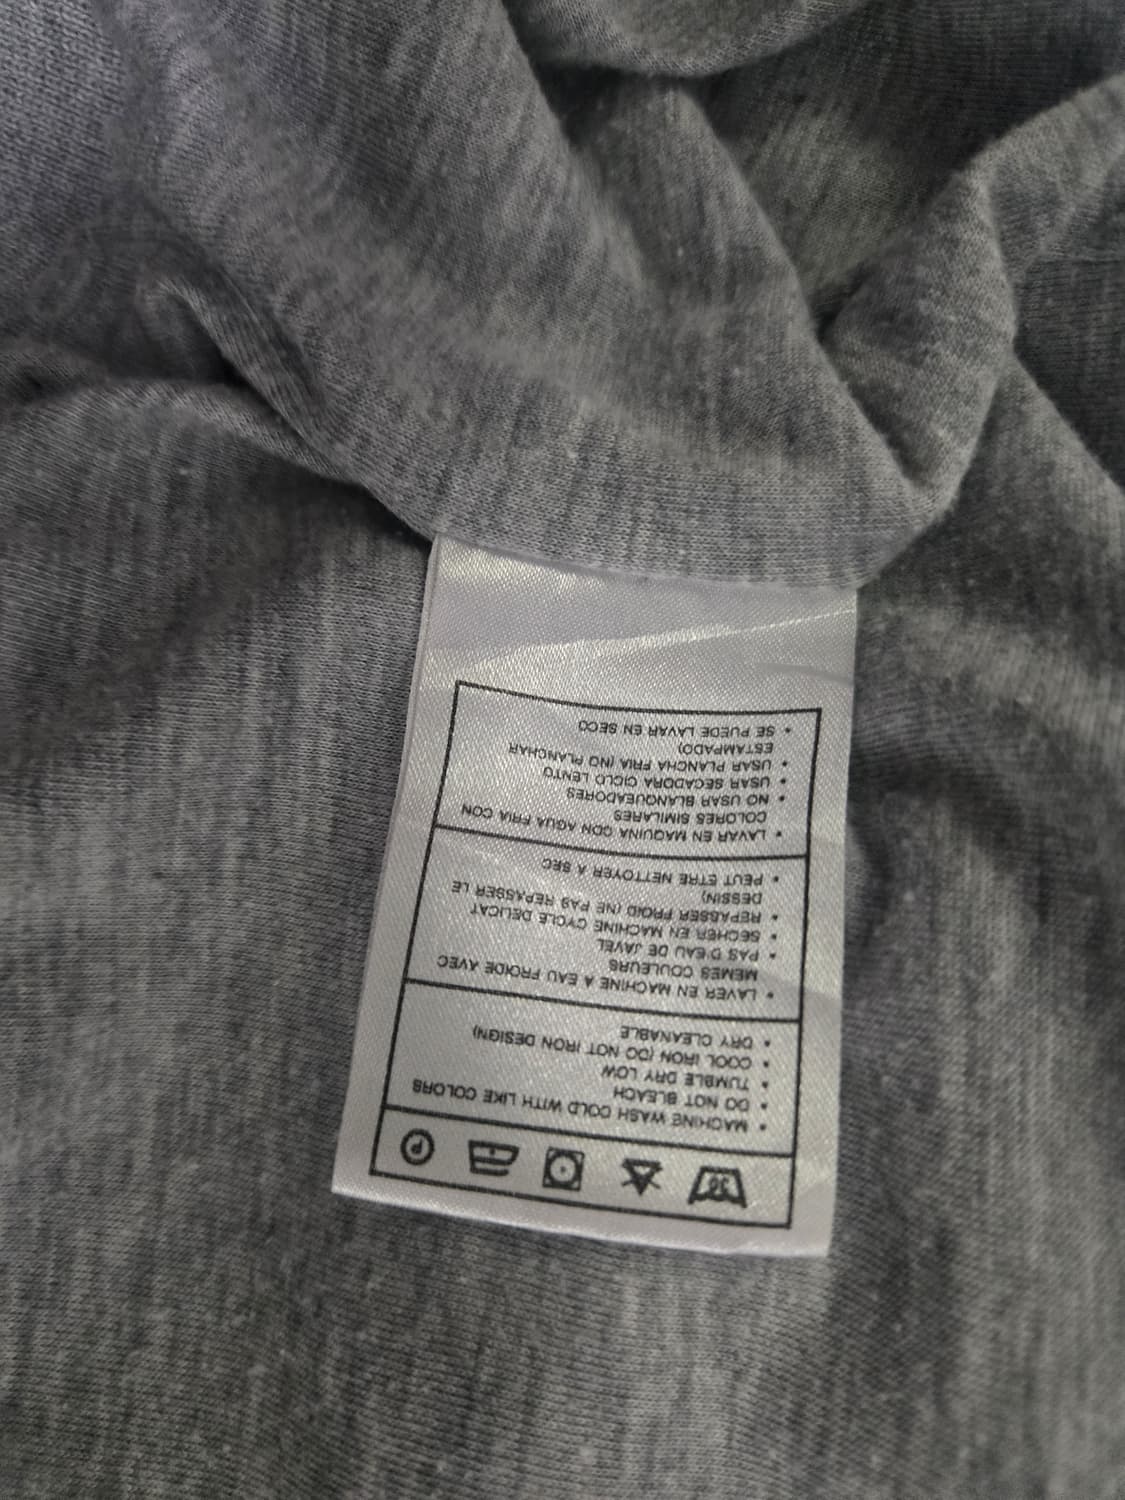 30 P
• MACHINE WASH COLD WITH LIKE COLORS
• DO NOT BLEACH
• TUMBLE DRY LOW
• COOL IRON (DO NOT IRON DESIGN)
• DRY CLEANABLE
• LAVER EN MACHINE A EAU FROIDE AVEC
MEMES COULEURS
• PAS D'EAU DE JAVEL
• SECHER EN MACHINE CYCLE DELICAT
• REPASSER FROID (NE PAS REPASSER LE
DESSIN)
• PEUT ETRE NETTOYER A SEC
• LAVAR EN MAQUINA CON AGUA FRIA CON
COLORES SIMILARES
• NO USAR BLANQUEADORES
• USAR SECADORA CICLO LENTO
• USAR PLANCHA FRIA (NO PLANCHAR
ESTAMPADO)
• SE PUEDE LAVAR EN SECO